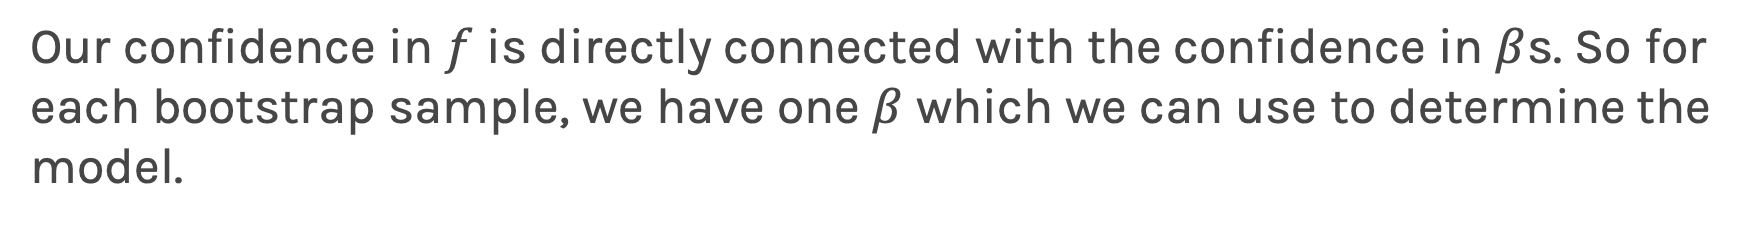 Our confidence in f is directly connected with the confidence in βs. So for
each bootstrap sample, we have one β which we can use to determine the
model.